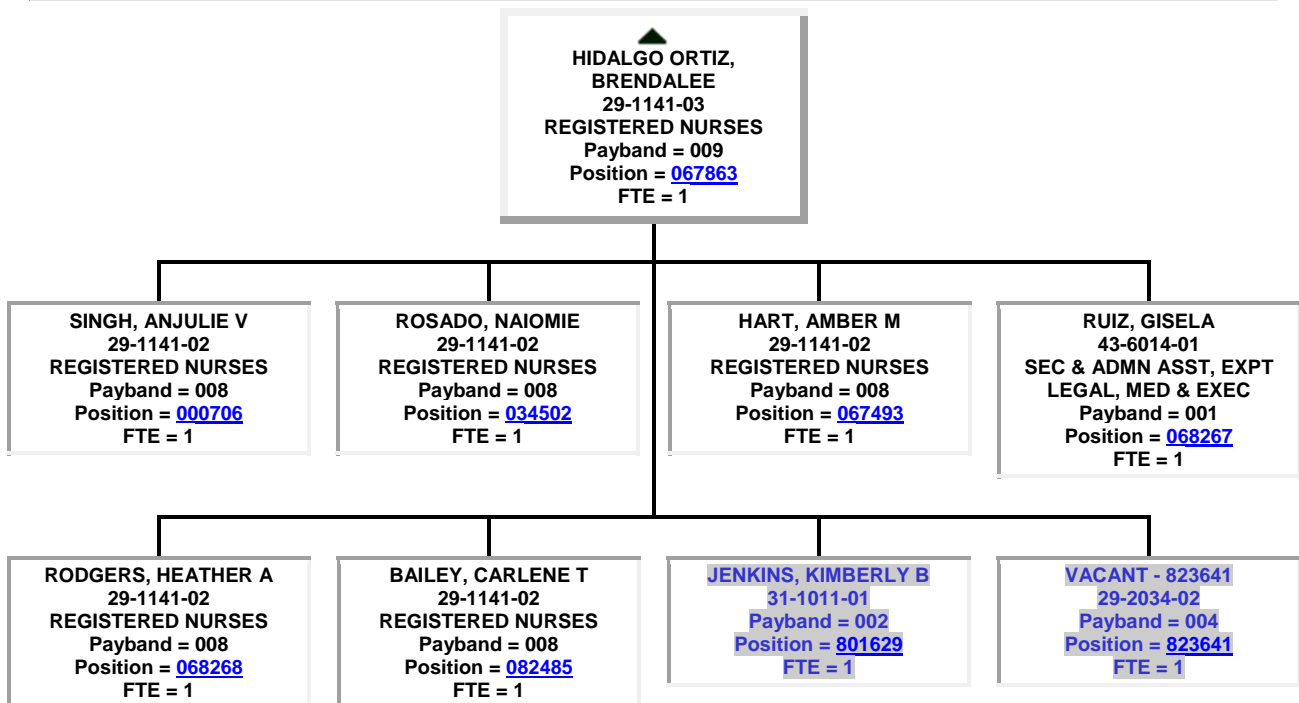 HIDALGO ORTIZ,
BRENDALEE
29-1141-03
REGISTERED NURSES
Payband = 009
Position = 067863
FTE = 1
SINGH, ANJULIE V
29-1141-02
REGISTERED NURSES
Payband = 008
Position = 000706
FTE = 1
ROSADO, NAIOMIE
29-1141-02
REGISTERED NURSES
Payband = 008
Position = 034502
FTE = 1
HART, AMBER M
29-1141-02
REGISTERED NURSES
Payband = 008
Position = 067493
FTE = 1
RUIZ, GISELA
43-6014-01
SEC & ADMN ASST, EXPT
LEGAL, MED & EXEC
Payband = 001
Position = 068267
FTE = 1
RODGERS, HEATHER A
29-1141-02
REGISTERED NURSES
Payband = 008
Position = 068268
FTE = 1
BAILEY, CARLENE T
29-1141-02
REGISTERED NURSES
Payband = 008
Position = 082485
FTE = 1
JENKINS, KIMBERLY B
31-1011-01
Payband = 002
Position = 801629
FTE = 1
VACANT - 823641
29-2034-02
Payband = 004
Position = 823641
FTE = 1